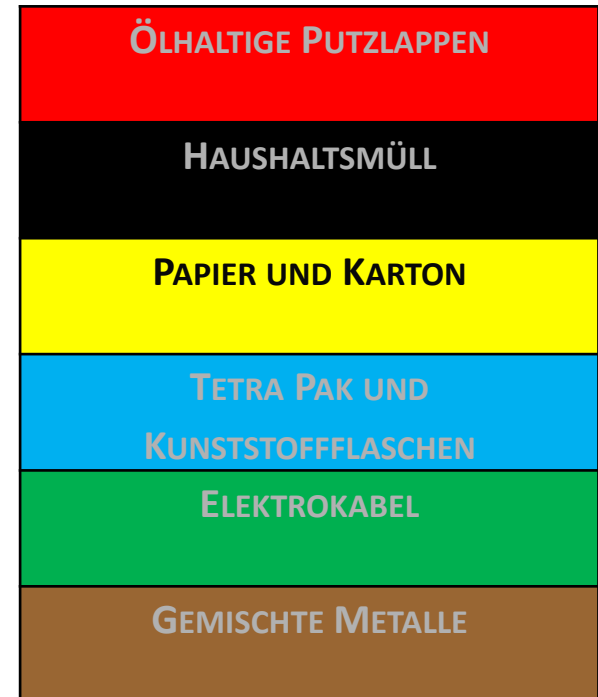 Ölhaltige Putzlappen
Haushaltsmüll
Papier und Karton
Tetra Pak und
Kunststoffflaschen
Elektrokabel
Gemischte Metalle